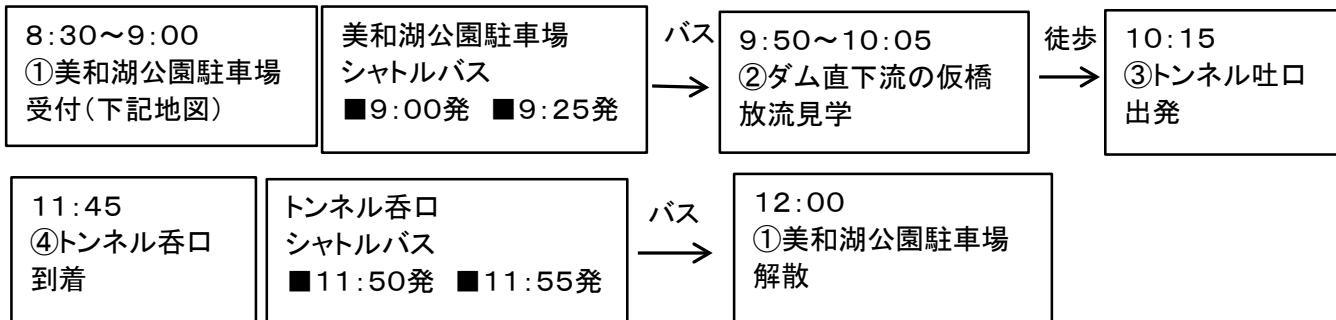 8:30～9:00
①美和湖公園駐車場
受付(下記地図)
美和湖公園駐車場
シャトルバス
■9:00発 ■9:25発
バス
9:50～10:05
②ダム直下流の仮橋
放流見学
徒歩
10:15
③トンネル吐口
出発
11:45
④トンネル呑口
到着
トンネル呑口
シャトルバス
■11:50発 ■11:55発
バス
12:00
①美和湖公園駐車場
解散